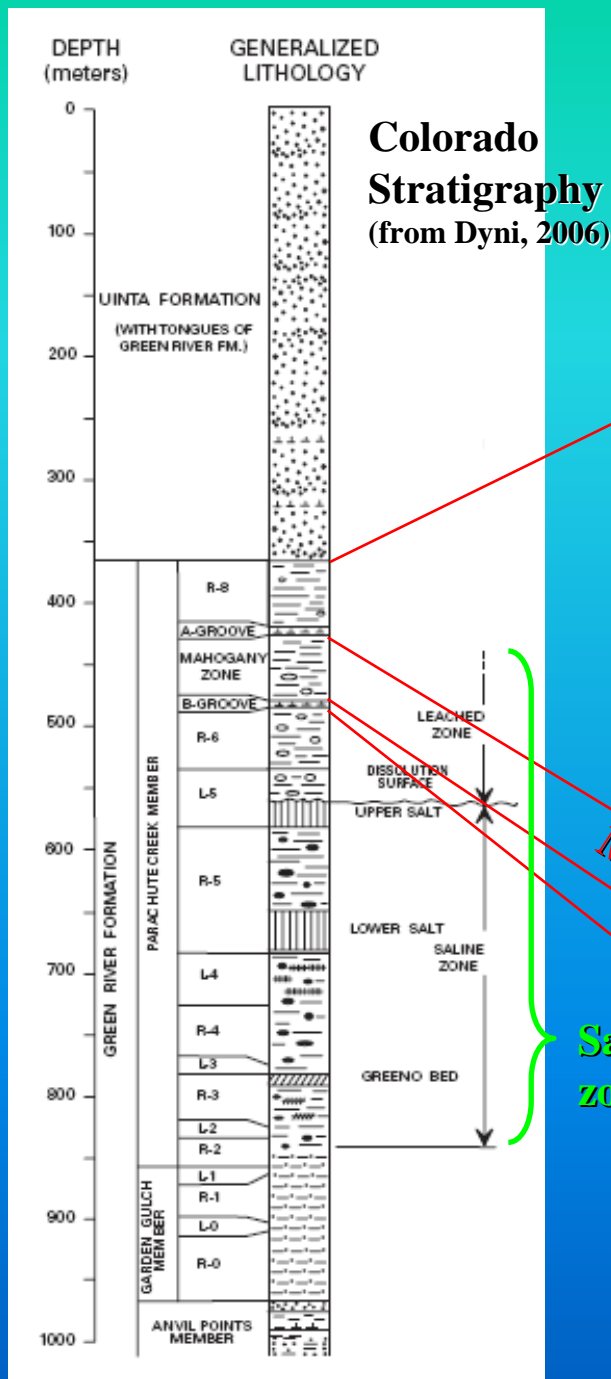 DEPTH
(meters)
GENERALIZED
LITHOLOGY
Colorado
Stratigraphy
(from Dyni, 2006)
0
100
200
300
400
500
600
700
800
900
1000
UINTA FORMATION
(WITH TONGUES OF
GREEN RIVER FM.)
GREEN RIVER FORMATION
PARACHUTE CREEK MEMBER
GARDEN GULCH
MEMBER
ANVIL POINTS
MEMBER
R-8
A-GROOVE
MAHOGANY
ZONE
B-GROOVE
R-6
L-5
R-5
L-4
R-4
L-3
R-3
L-2
R-2
L-1
R-1
L-0
R-0
LEACHED
ZONE
DISSOLUTION
SURFACE
UPPER SALT
LOWER SALT
SALINE
ZONE
GREENO BED